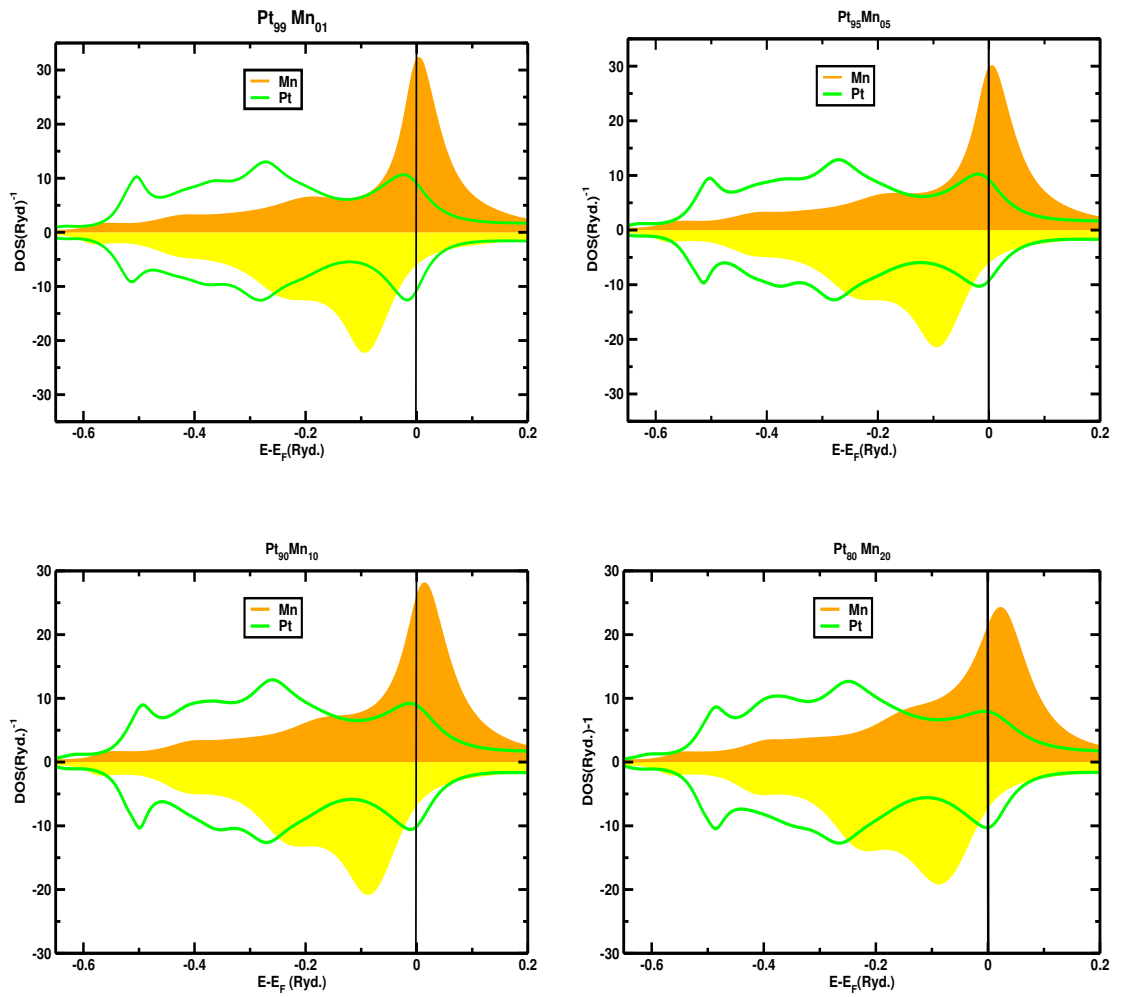 Pt99 Mn01
Mn
Pt
DOS(Ryd)-1
30
20
10
0
-10
-20
-30
-0.6
-0.4
-0.2
0
0.2
E-EF(Ryd.)
Pt95Mn05
Mn
Pt
DOS(Ryd.)-1
30
20
10
0
-10
-20
-30
-0.6
-0.4
-0.2
0
0.2
E-EF(Ryd.)
Pt90Mn10
Mn
Pt
DOS(Ryd.)-1
30
20
10
0
-10
-20
-30
-0.6
-0.4
-0.2
0
0.2
E-EF (Ryd.)
Pt80 Mn20
Mn
Pt
DOS(Ryd.)-1
30
20
10
0
-10
-20
-30
-0.6
-0.4
-0.2
0
0.2
E-EF (Ryd.)